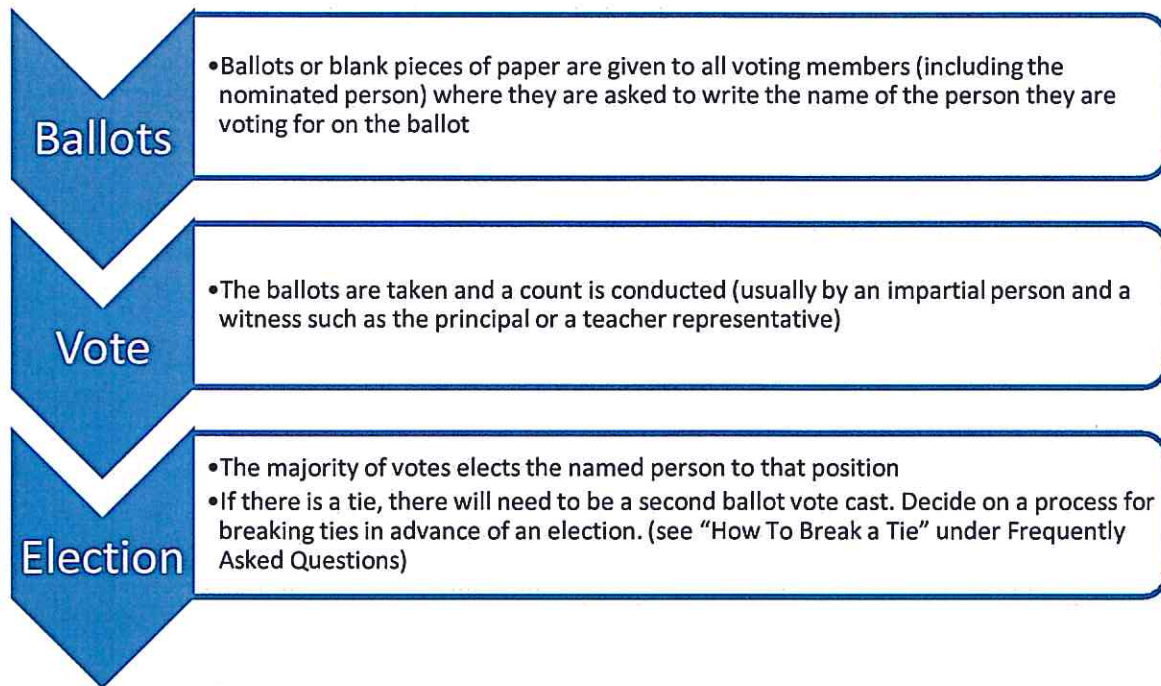 Ballots
•Ballots or blank pieces of paper are given to all voting members (including the
nominated person) where they are asked to write the name of the person they are
voting for on the ballot
Vote
•The ballots are taken and a count is conducted (usually by an impartial person and a
witness such as the principal or a teacher representative)
Election
•The majority of votes elects the named person to that position
•If there is a tie, there will need to be a second ballot vote cast. Decide on a process for
breaking ties in advance of an election. (see “How To Break a Tie” under Frequently
Asked Questions)